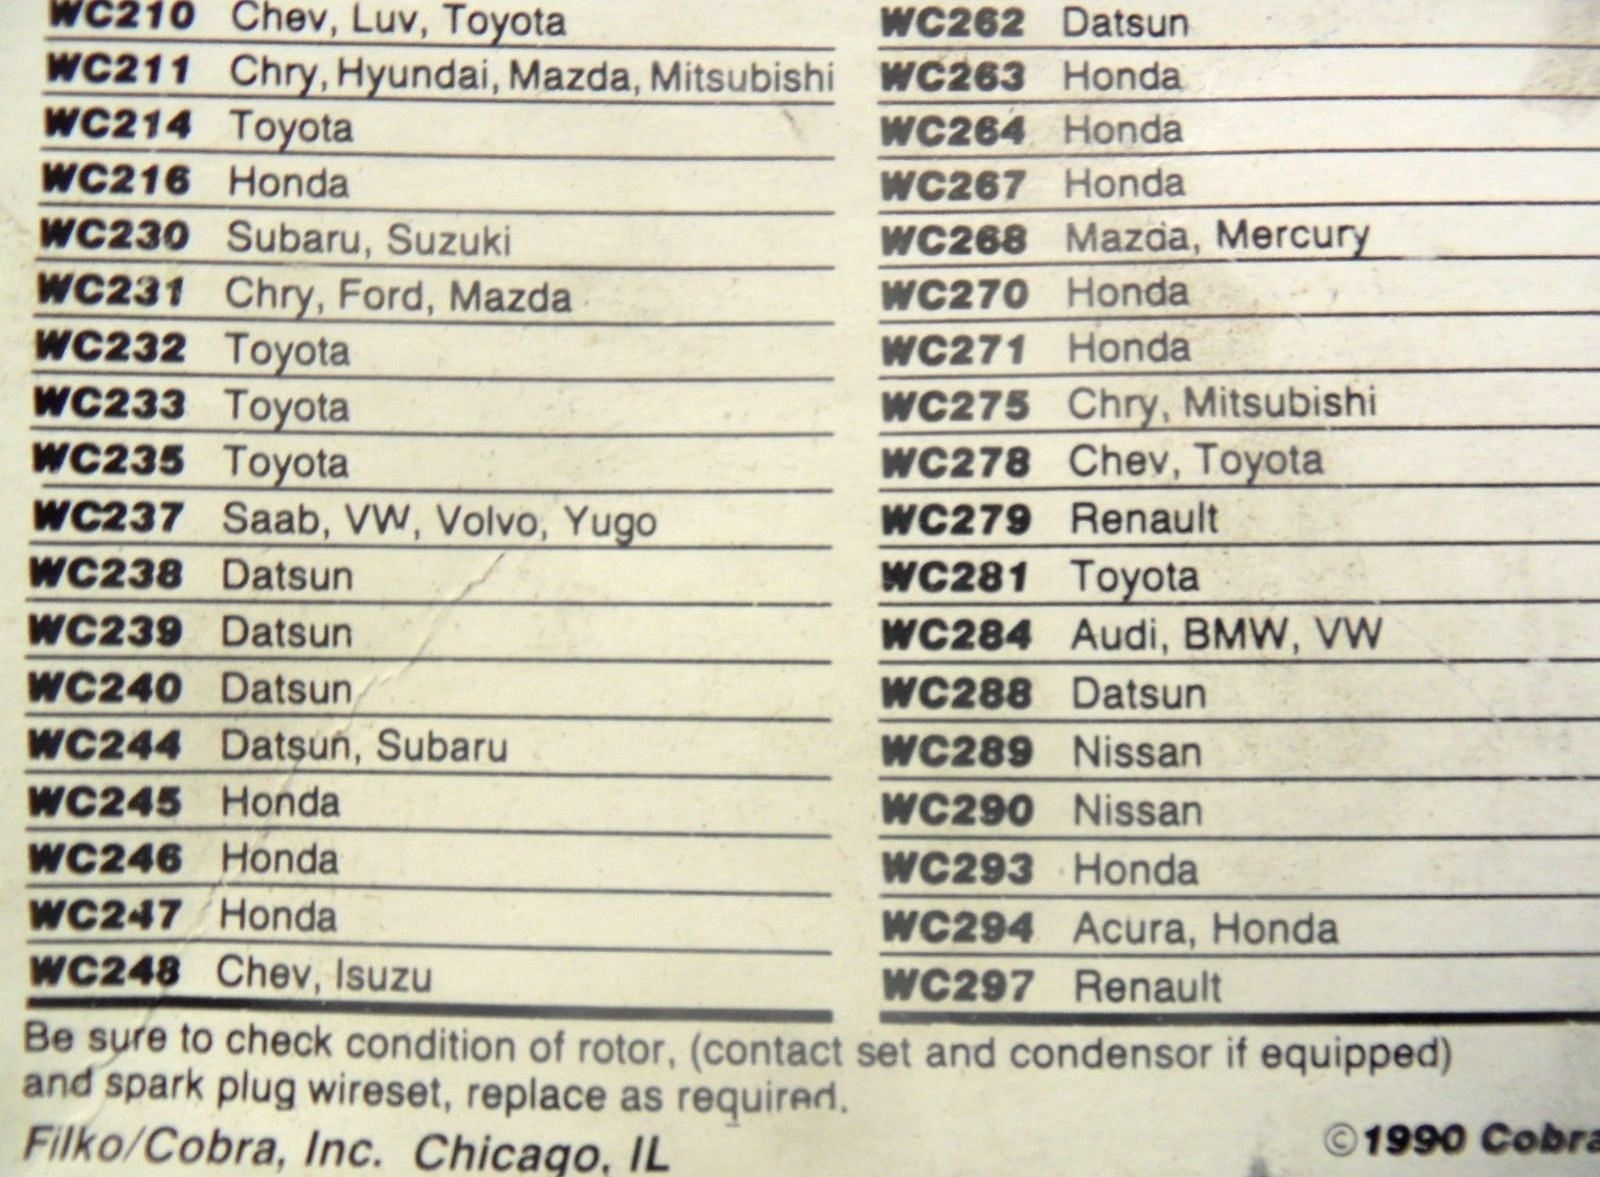 WC210 Chev, Luv, Toyota
WC211 Chry, Hyundai, Mazda, Mitsubishi
WC214 Toyota
WC216 Honda
WC230 Subaru, Suzuki
WC231 Chry, Ford, Mazda
WC232 Toyota
WC233 Toyota
WC235 Toyota
WC237 Saab, VW, Volvo, Yugo
WC238 Datsun
WC239 Datsun
WC240 Datsun
WC244 Datsun, Subaru
WC245 Honda
WC246 Honda
WC247 Honda
WC248 Chev, Isuzu
WC262 Datsun
WC263 Honda
WC264 Honda
WC267 Honda
WC268 Mazda, Mercury
WC270 Honda
WC271 Honda
WC275 Chry, Mitsubishi
WC278 Chev, Toyota
WC279 Renault
WC281 Toyota
WC284 Audi, BMW, VW
WC288 Datsun
WC289 Nissan
WC290 Nissan
WC293 Honda
WC294 Acura, Honda
WC297 Renault
Be sure to check condition of rotor, (contact set and condensor if equipped)
and spark plug wireset, replace as required.
Filko/Cobra, Inc. Chicago, IL
©1990 Cobra